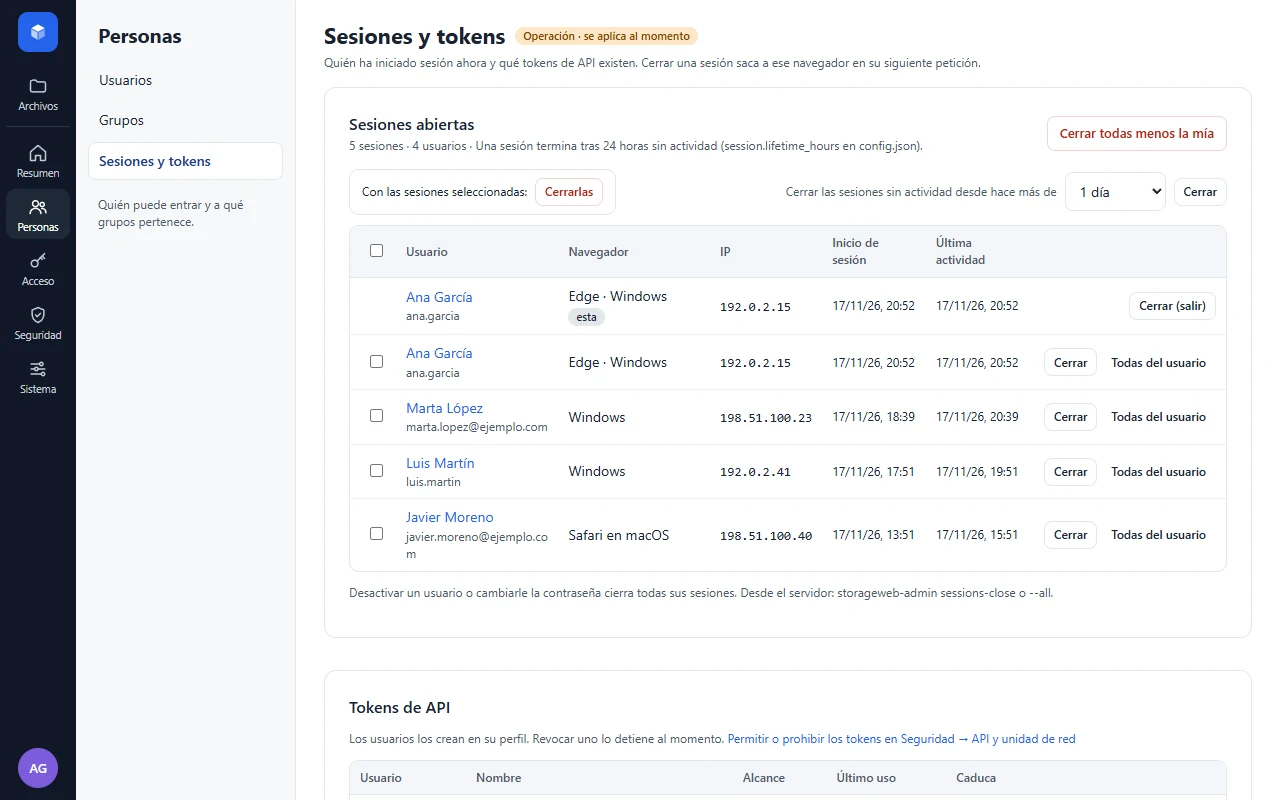 Archivos
Resumen
Personas
Acceso
Seguridad
Sistema
AG
Personas
Usuarios
Grupos
Sesiones y tokens
Quién puede entrar y a qué
grupos pertenece.
Sesiones y tokens
Operación · se aplica al momento
Quién ha iniciado sesión ahora y qué tokens de API existen. Cerrar una sesión saca a ese navegador en su siguiente petición.
Sesiones abiertas
5 sesiones · 4 usuarios · Una sesión termina tras 24 horas sin actividad (session.lifetime_hours en config.json).
Cerrar todas menos la mía
Con las sesiones seleccionadas: Cerrarlas
Cerrar las sesiones sin actividad desde hace más de 1 día Cerrar
Usuario Navegador IP Inicio de sesión Última actividad
Ana García Edge · Windows 192.0.2.15 17/11/26, 20:52 17/11/26, 20:52 Cerrar (salir)
ana.garcia esta
Ana García Edge · Windows 192.0.2.15 17/11/26, 20:52 17/11/26, 20:52 Cerrar Todas del usuario
ana.garcia
Marta López Windows 198.51.100.23 17/11/26, 18:39 17/11/26, 20:39 Cerrar Todas del usuario
marta.lopez@ejemplo.com
Luis Martín Windows 192.0.2.41 17/11/26, 17:51 17/11/26, 19:51 Cerrar Todas del usuario
luis.martin
Javier Moreno Safari en macOS 198.51.100.40 17/11/26, 13:51 17/11/26, 15:51 Cerrar Todas del usuario
javier.moreno@ejemplo.co
m
Desactivar un usuario o cambiarle la contraseña cierra todas sus sesiones. Desde el servidor: storageweb-admin sessions-close o --all.
Tokens de API
Los usuarios los crean en su perfil. Revocar uno lo detiene al momento. Permitir o prohibir los tokens en Seguridad → API y unidad de red
Usuario Nombre Alcance Último uso Caduca